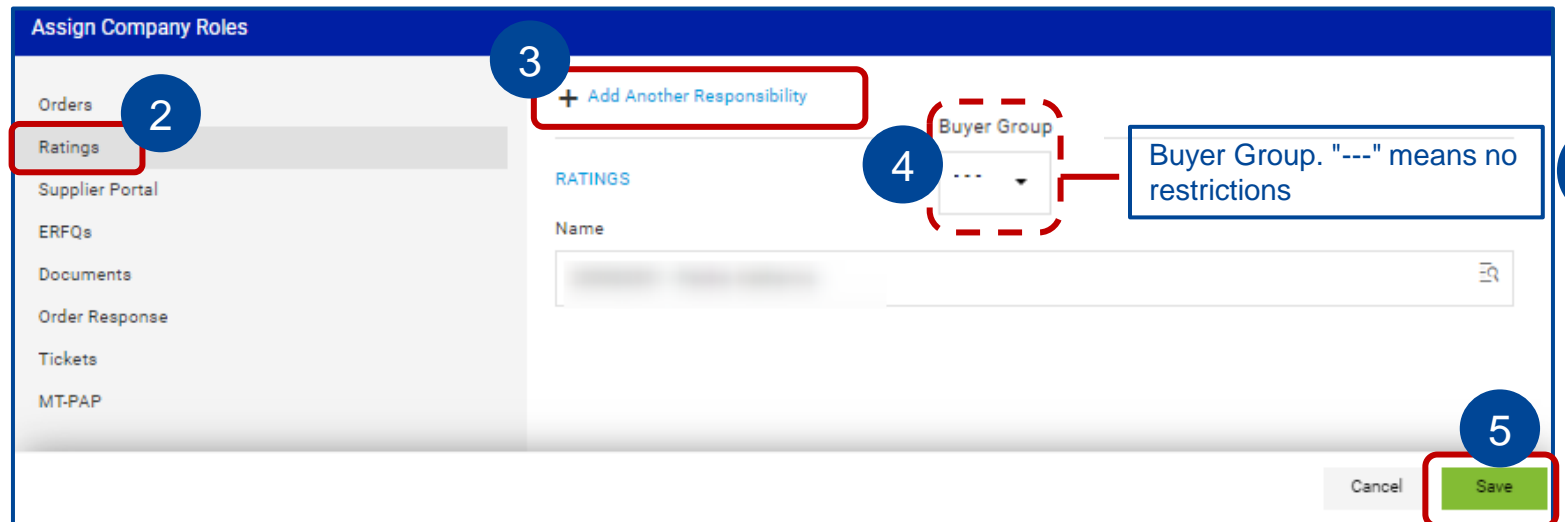 Assign Company Roles
3
+ Add Another Responsibility
Orders
2
Ratings
Supplier Portal
ERFQs
Documents
Order Response
Tickets
MT-PAP
Buyer Group
4
---
Buyer Group. "---" means no
restrictions
RATINGS
Name
5
Cancel
Save